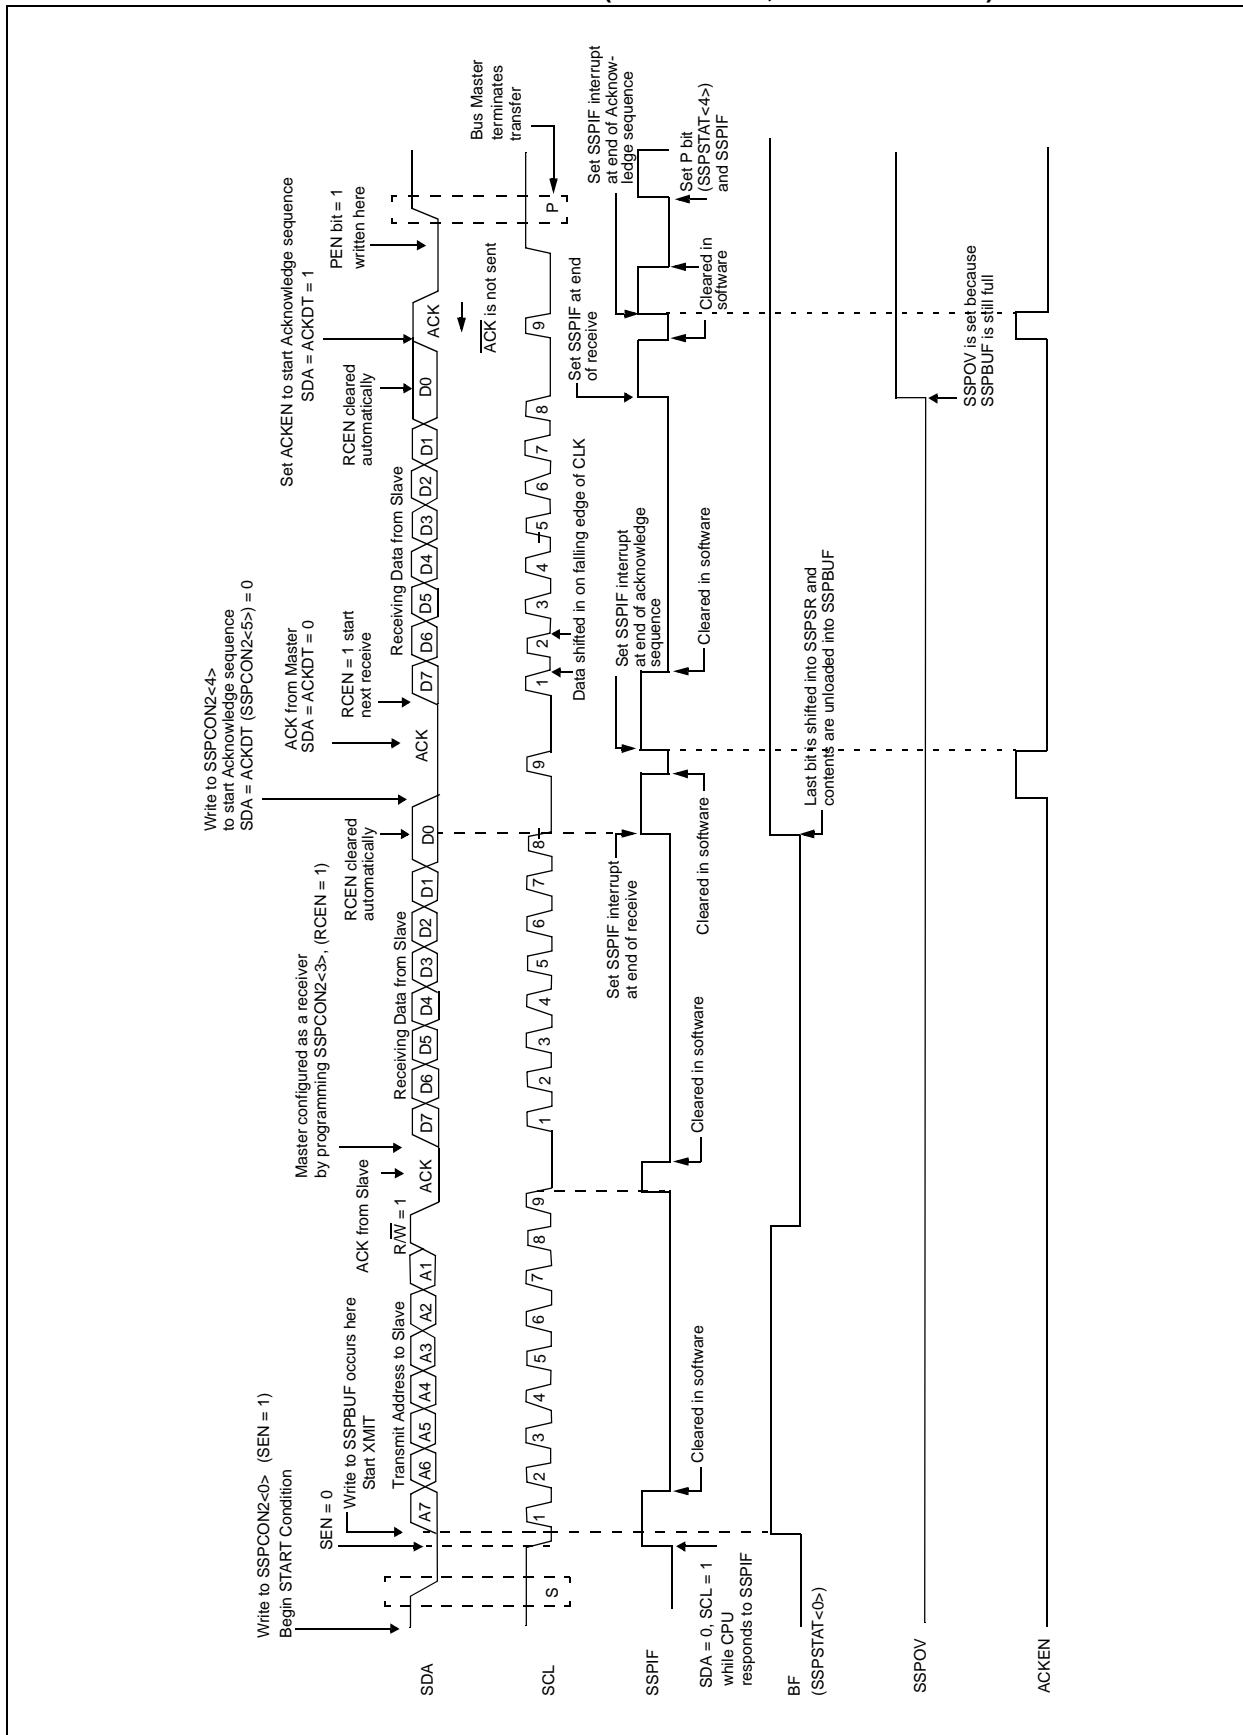 Write to SSPCON2<0> (SEN = 1)
Begin START Condition
SEN = 0
Write to SSPBUF occurs here
Start XMIT
Transmit Address to Slave
ACK from Slave
R/W = 1
Master configured as a receiver
by programming SSPCON2<3>, (RCEN = 1)
Receiving Data from Slave
RCEN cleared
automatically
Write to SSPCON2<4>
to start Acknowledge sequence
SDA = ACKDT (SSPCON2<5>) = 0
ACK from Master
SDA = ACKDT = 0
RCEN = 1 start
next receive
Receiving Data from Slave
RCEN cleared
automatically
Set ACKEN to start Acknowledge sequence
SDA = ACKDT = 1
PEN bit = 1
written here
SDA
A7 A6 A5 A4 A3 A2 A1
ACK
D7 D6 D5 D4 D3 D2 D1 D0
ACK
D7 D6 D5 D4 D3 D2 D1 D0
ACK
ACK is not sent
Bus Master
terminates
transfer
SCL
S
1 2 3 4 5 6 7 8 9
1 2 3 4 5 6 7 8 9
1 2 3 4 5 6 7 8 9
P
Data shifted in on falling edge of CLK
SSPIF
SDA = 0, SCL = 1
while CPU
responds to SSPIF
Cleared in software
Cleared in software
Cleared in software
Set SSPIF interrupt
at end of receive
Cleared in software
Set SSPIF interrupt
at end of acknowledge
sequence
Cleared in software
Set SSPIF at end
of receive
Cleared in
software
Set SSPIF interrupt
at end of Acknow-
ledge sequence
Set P bit
(SSPSTAT<4>)
and SSPIF
BF
(SSPSTAT<0>)
Last bit is shifted into SSPSR and
contents are unloaded into SSPBUF
SSPOV
SSPOV is set because
SSPBUF is still full
ACKEN